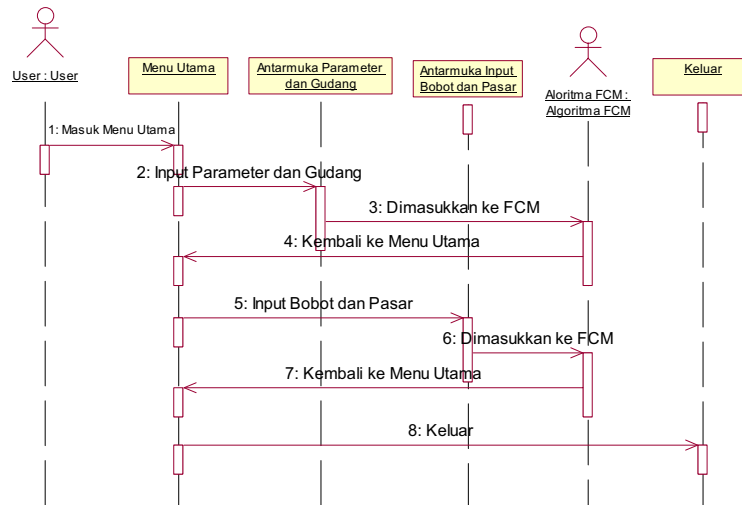 User : User
Menu Utama
Antarmuka Parameter
dan Gudang
Antarmuka Input
Bobot dan Pasar
Aloritma FCM :
Algoritma FCM
Keluar
1: Masuk Menu Utama
2: Input Parameter dan Gudang
3: Dimasukkan ke FCM
4: Kembali ke Menu Utama
5: Input Bobot dan Pasar
6: Dimasukkan ke FCM
7: Kembali ke Menu Utama
8: Keluar